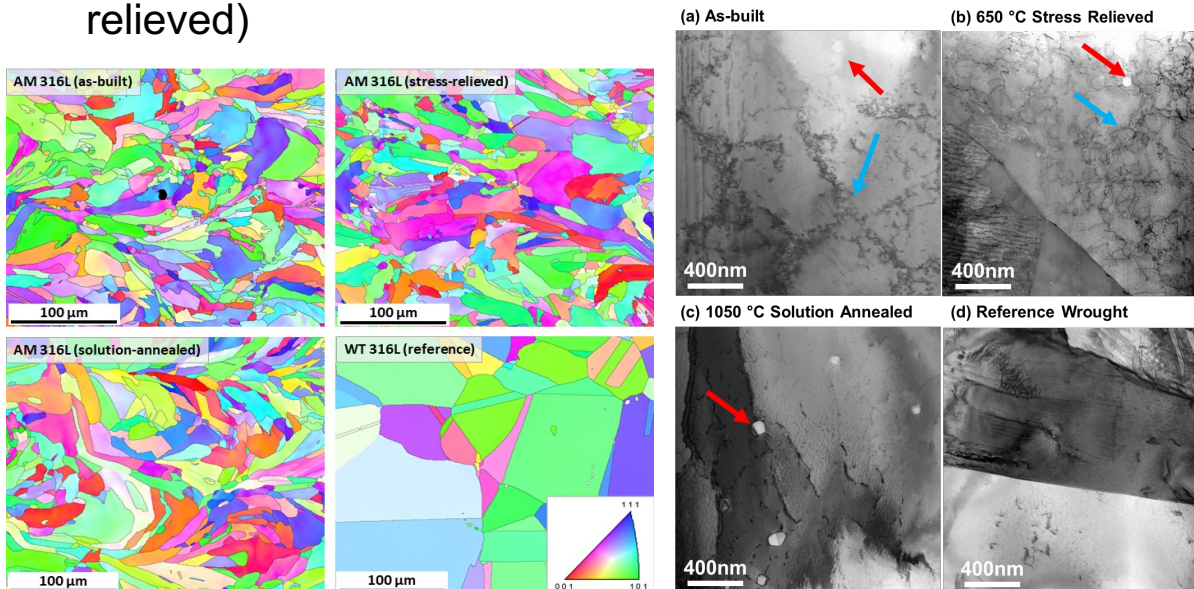 relieved)
AM 316L (as-built)
100 µm
AM 316L (stress-relieved)
100 µm
AM 316L (solution-annealed)
100 µm
WT 316L (reference)
100 µm
1 1 1
0 0 1
1 0 1
(a) As-built
400nm
(b) 650 °C Stress Relieved
400nm
(c) 1050 °C Solution Annealed
400nm
(d) Reference Wrought
400nm